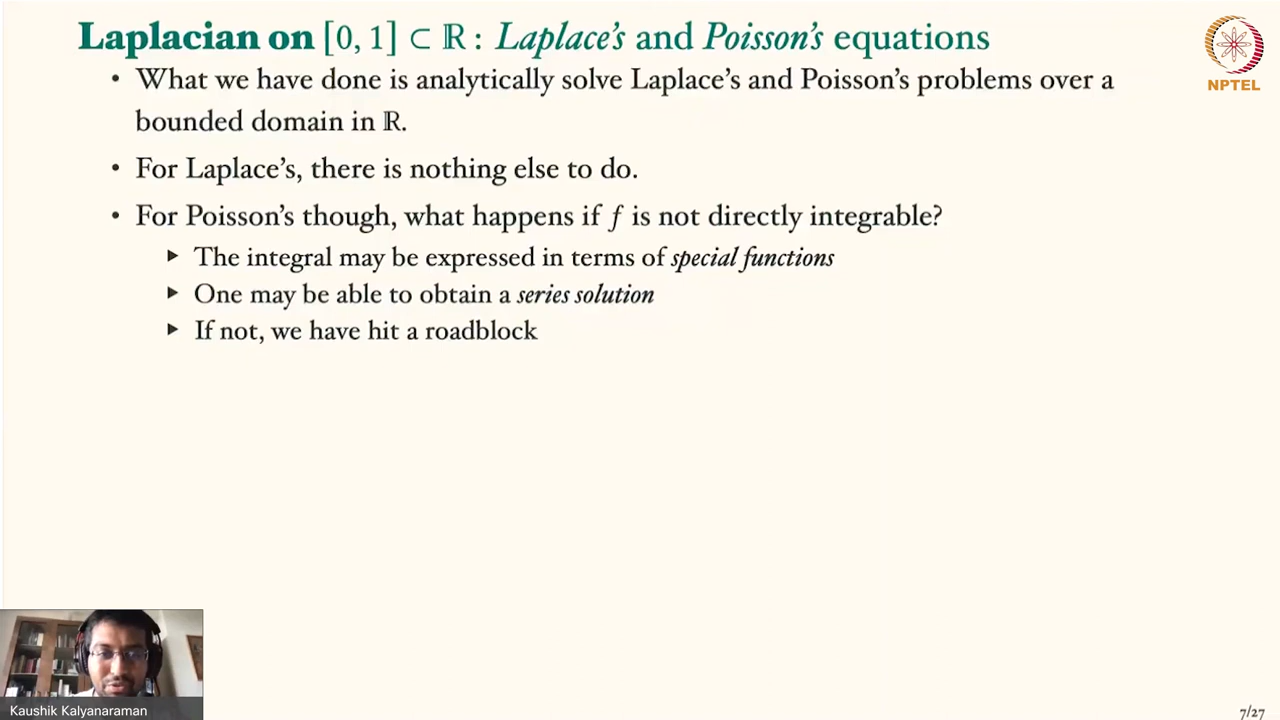 Laplacian on [0, 1] ⊂ ℝ : Laplace's and Poisson's equations
NPTEL
• What we have done is analytically solve Laplace's and Poisson's problems over a
bounded domain in ℝ.
• For Laplace's, there is nothing else to do.
• For Poisson's though, what happens if f is not directly integrable?
▶ The integral may be expressed in terms of special functions
▶ One may be able to obtain a series solution
▶ If not, we have hit a roadblock
Kaushik Kalyanaraman
7/27